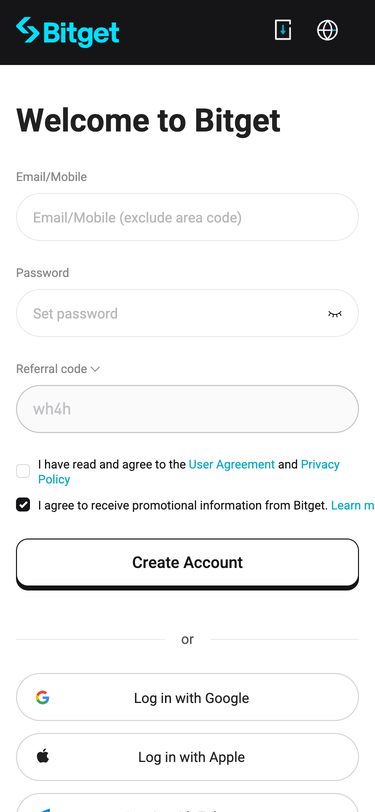 Bitget
Welcome to Bitget
Email/Mobile
Email/Mobile (exclude area code)
Password
Set password
Referral code
wh4h
I have read and agree to the User Agreement and Privacy
Policy
I agree to receive promotional information from Bitget. Learn m
Create Account
or
Log in with Google
Log in with Apple